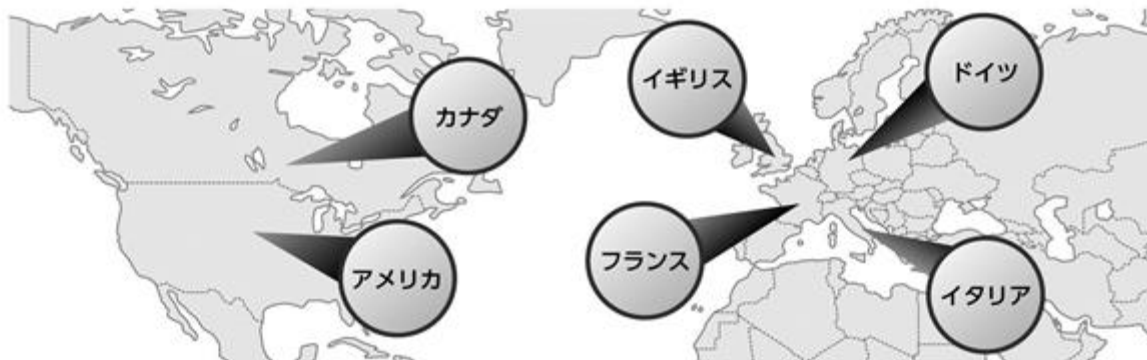 イギリス
ドイツ
カナダ
フランス
アメリカ
イタリア